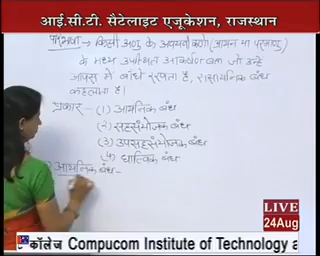 आई.सी.टी. सैटेलाइट एजूकेशन, राजस्थान
परिभाषा :- किसी अणु के अवयवी कणों (आयन या परमाणु)
के मध्य उपस्थित आकर्षण बल जो उन्हें
आपस में बांधे रखता है, रासायनिक बंध
कहलाता है।
प्रकार - (1) आयनिक बंध
(2) सहसंयोजक बंध
(3) उपसहसंयोजक बंध
(4) धात्विक बंध
आयनिक बंध -
LIVE
24Aug
कॉलेज Compucom Institute of Technology a